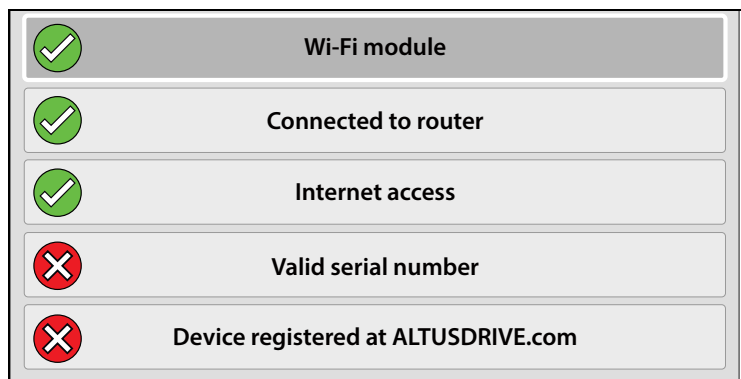 Wi-Fi module
Connected to router
Internet access
Valid serial number
Device registered at ALTUSDRIVE.com